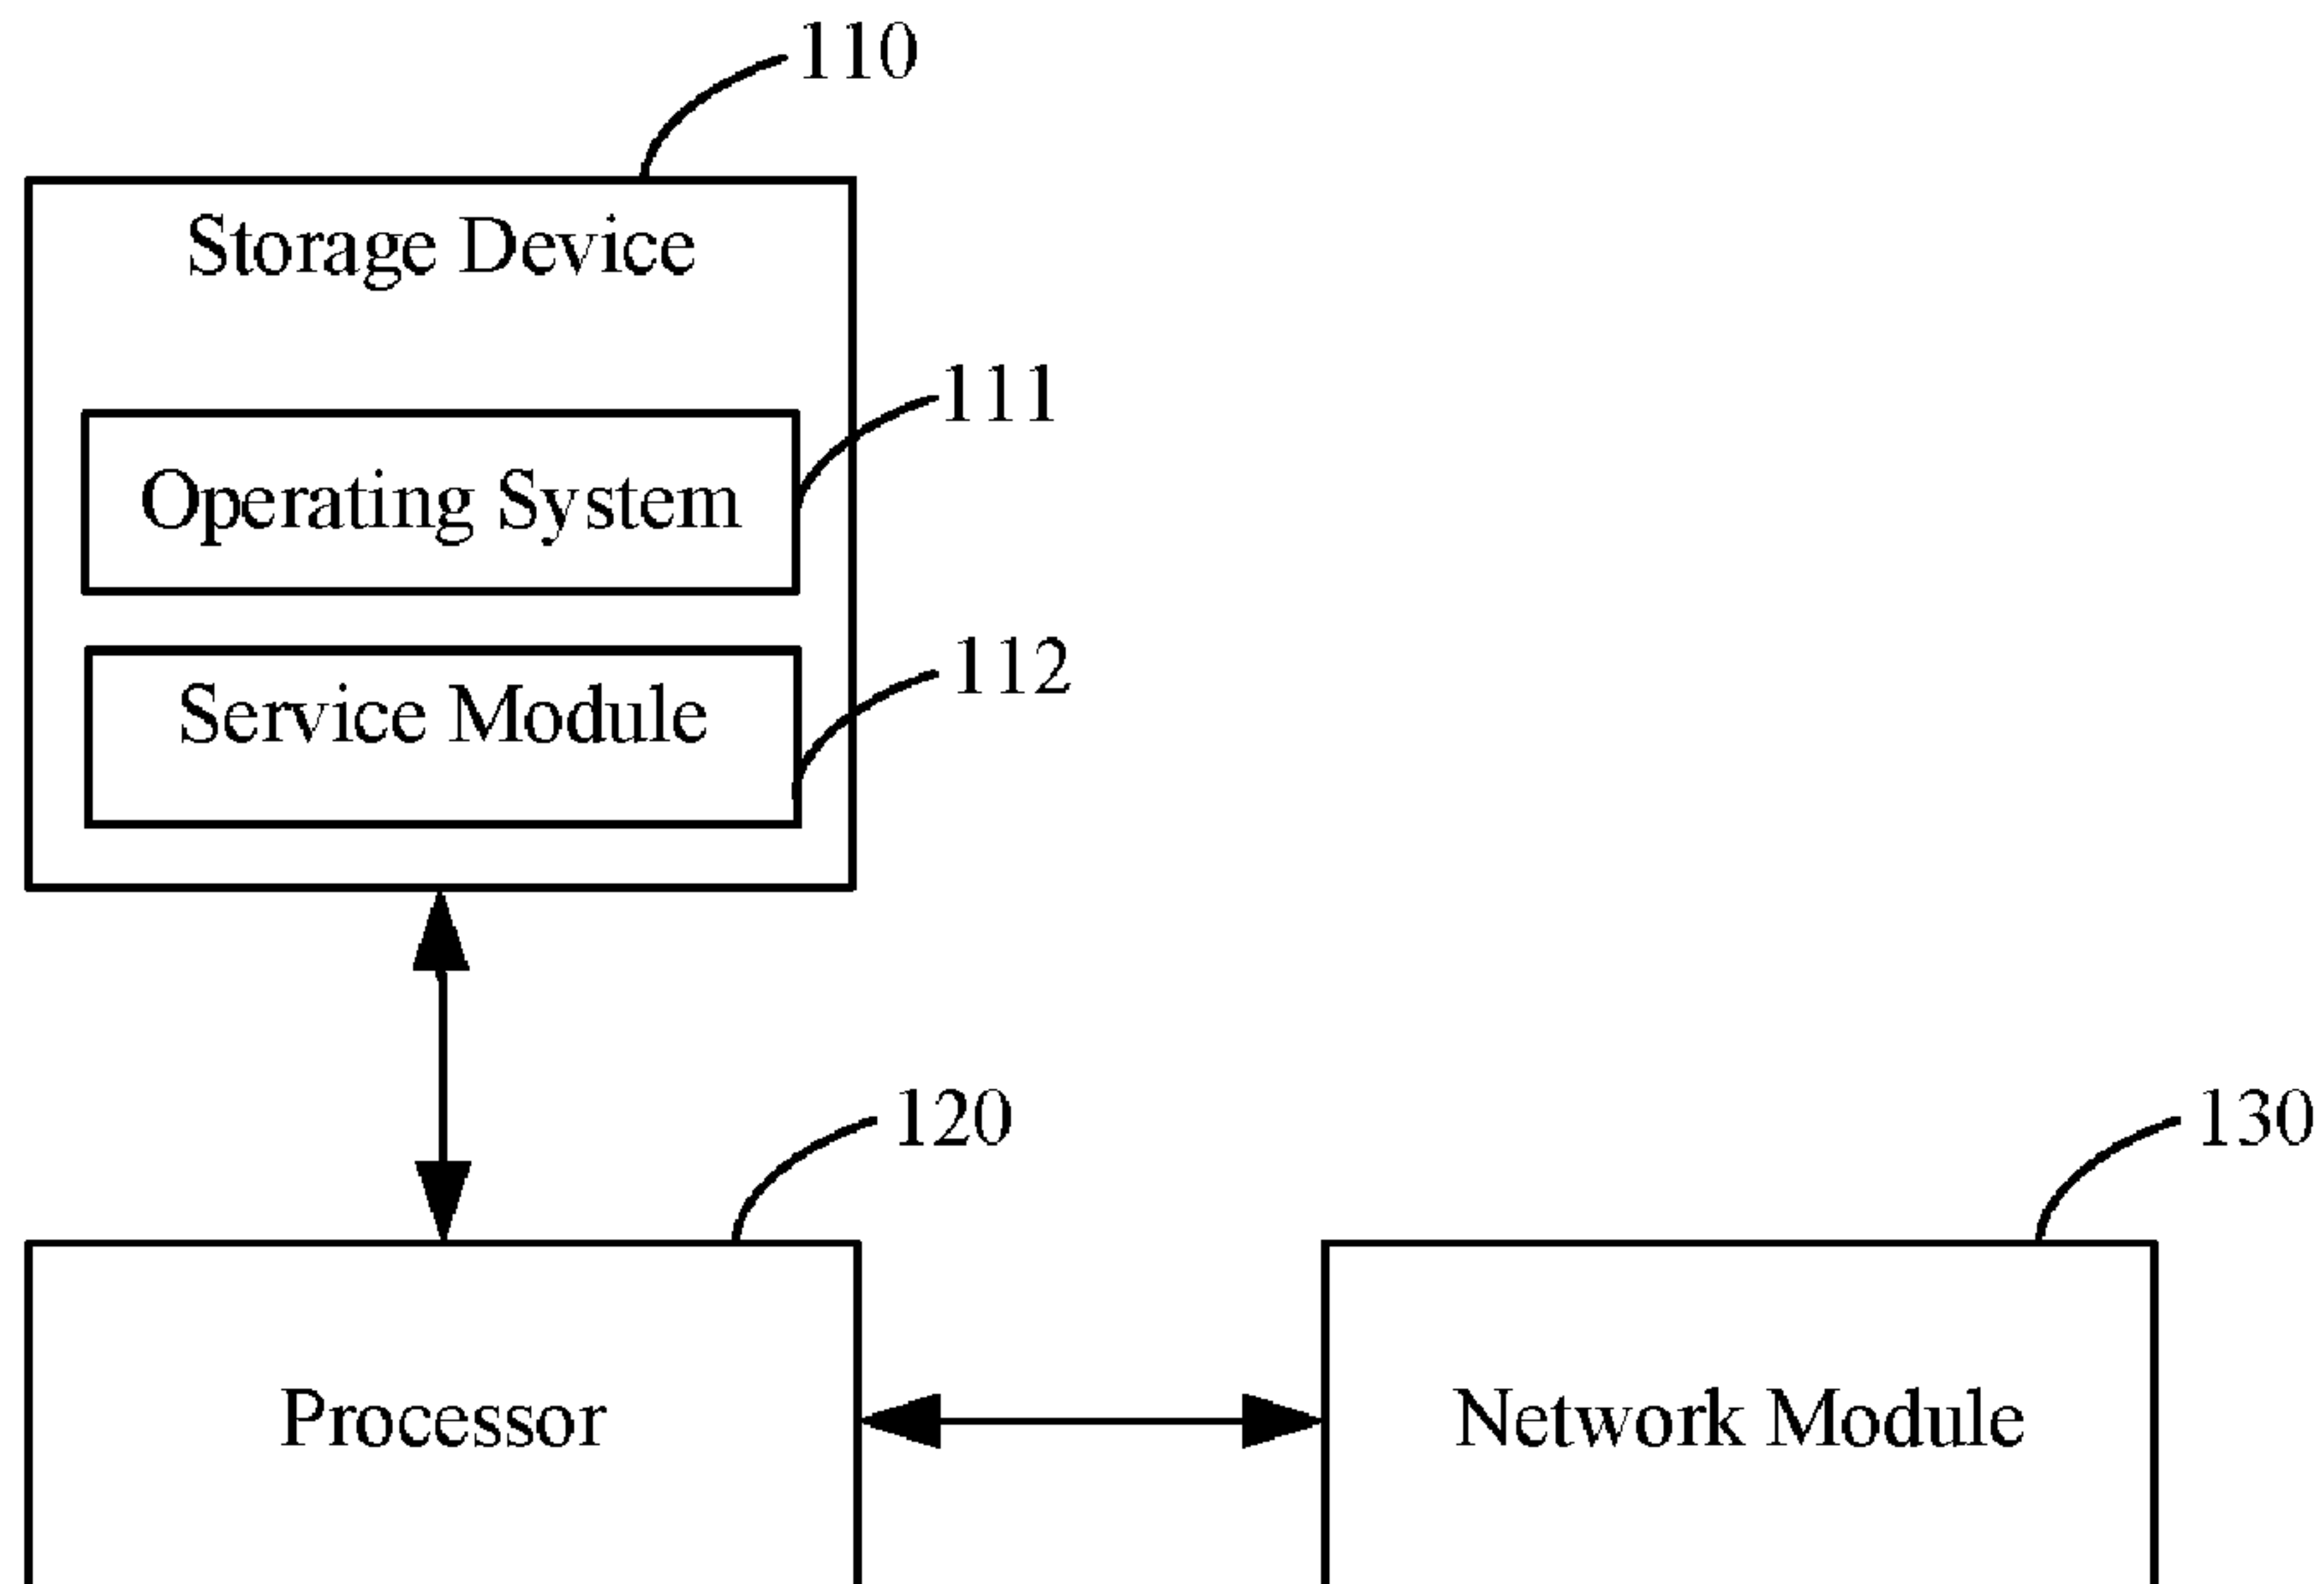 110
Storage Device
111
Operating System
112
Service Module
120
130
Processor
Network Module